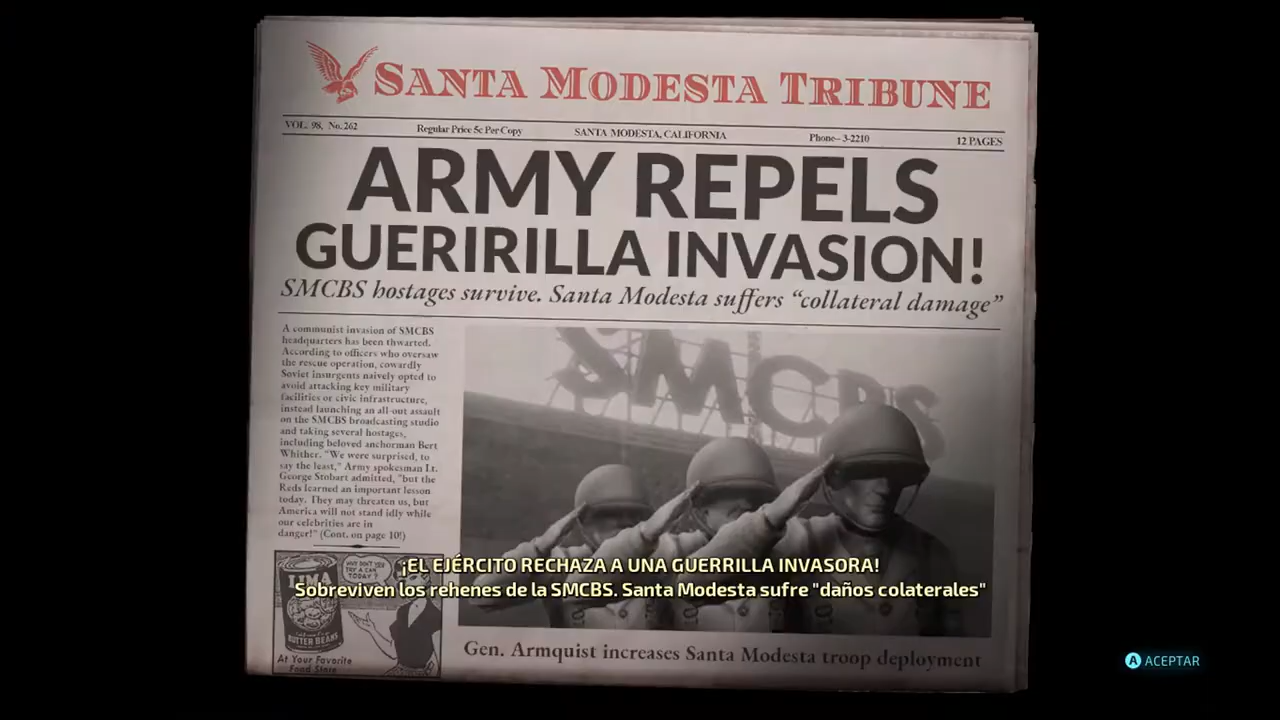 SANTA MODESTA TRIBUNE
VOL. 98, No.262 Regular Price 5c Per Copy SANTA MODESTA, CALIFORNIA Phone– 3-2210 12 PAGES
ARMY REPELS
GUERIRILLA INVASION!
SMCBS hostages survive. Santa Modesta suffers “collateral damage”
A communist invasion of SMCBS
headquarters has been thwarted.
According to officers who oversaw
the rescue operation, cowardly
Soviet insurgents naively opted to
avoid attacking key military
facilities or civic infrastructure,
instead launching an all-out assault
on the SMCBS broadcasting studio
and taking several hostages,
including beloved anchorman Bert
Whither. "We were surprised, to
say the least," Army spokesman Lt.
George Stobart admitted, "but the
Reds learned an important lesson
today. They may threaten us, but
America will not stand idly while
our celebrities are in
danger!" (Cont. on page 10!)
SMCBS
WHY DON'T YOU
TRY A CAN
TODAY?
LIMA
BUTTER BEANS
At Your Favorite
Food Store
¡EL EJÉRCITO RECHAZA A UNA GUERRILLA INVASORA!
Sobreviven los rehenes de la SMCBS. Santa Modesta sufre "daños colaterales"
Gen. Armquist increases Santa Modesta troop deployment
A ACEPTAR